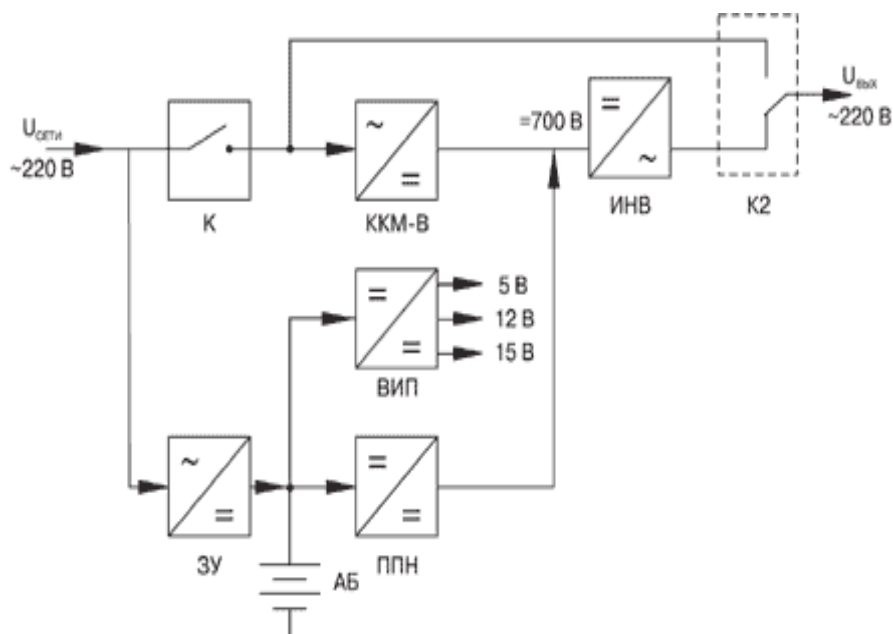 U СЕТИ
~220 В
К
~
=
ККМ-В
=700 В
=
~
ИНВ
К2
U ВЫХ
~220 В
=
=
5 В
12 В
15 В
ВИП
~
=
ЗУ
АБ
=
=
ППН